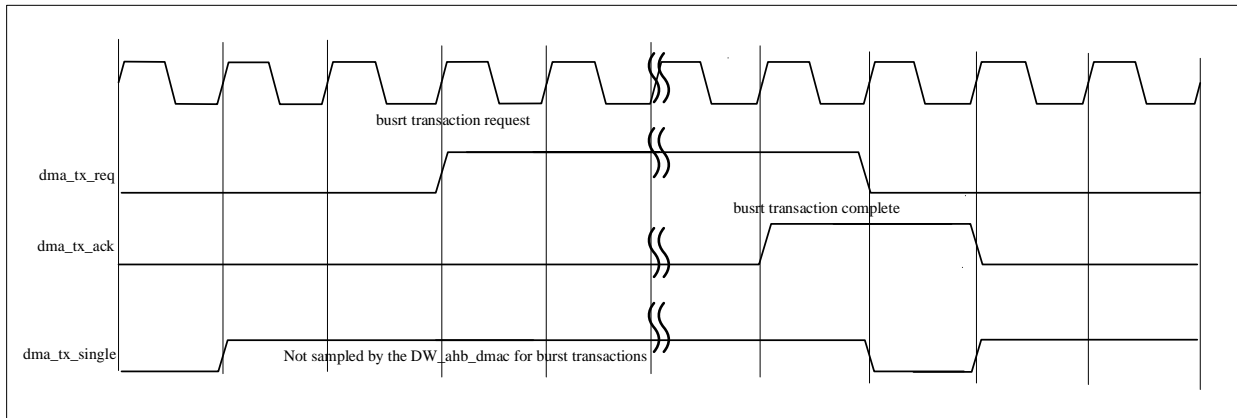 busrt transaction request
dma_tx_req
busrt transaction complete
dma_tx_ack
dma_tx_single
Not sampled by the DW_ahb_dmac for burst transactions